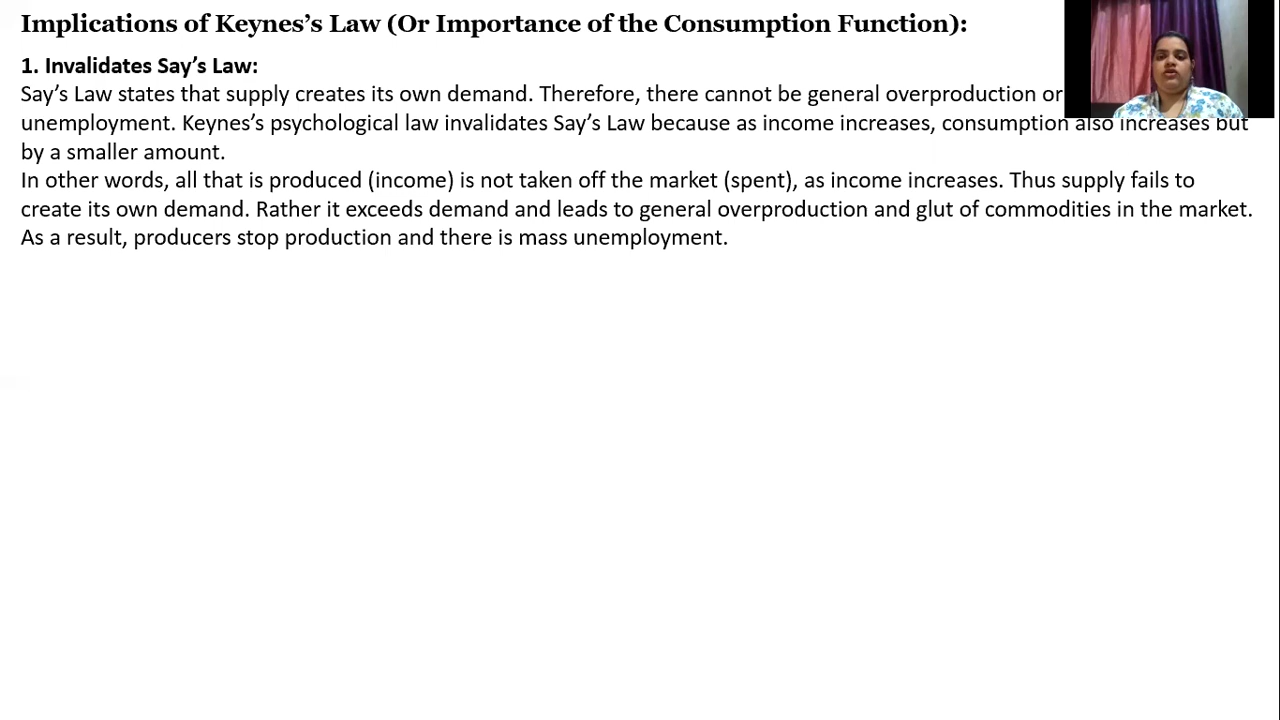 Implications of Keynes’s Law (Or Importance of the Consumption Function):
1. Invalidates Say’s Law:
Say’s Law states that supply creates its own demand. Therefore, there cannot be general overproduction or
unemployment. Keynes’s psychological law invalidates Say’s Law because as income increases, consumption also increases but
by a smaller amount.
In other words, all that is produced (income) is not taken off the market (spent), as income increases. Thus supply fails to
create its own demand. Rather it exceeds demand and leads to general overproduction and glut of commodities in the market.
As a result, producers stop production and there is mass unemployment.